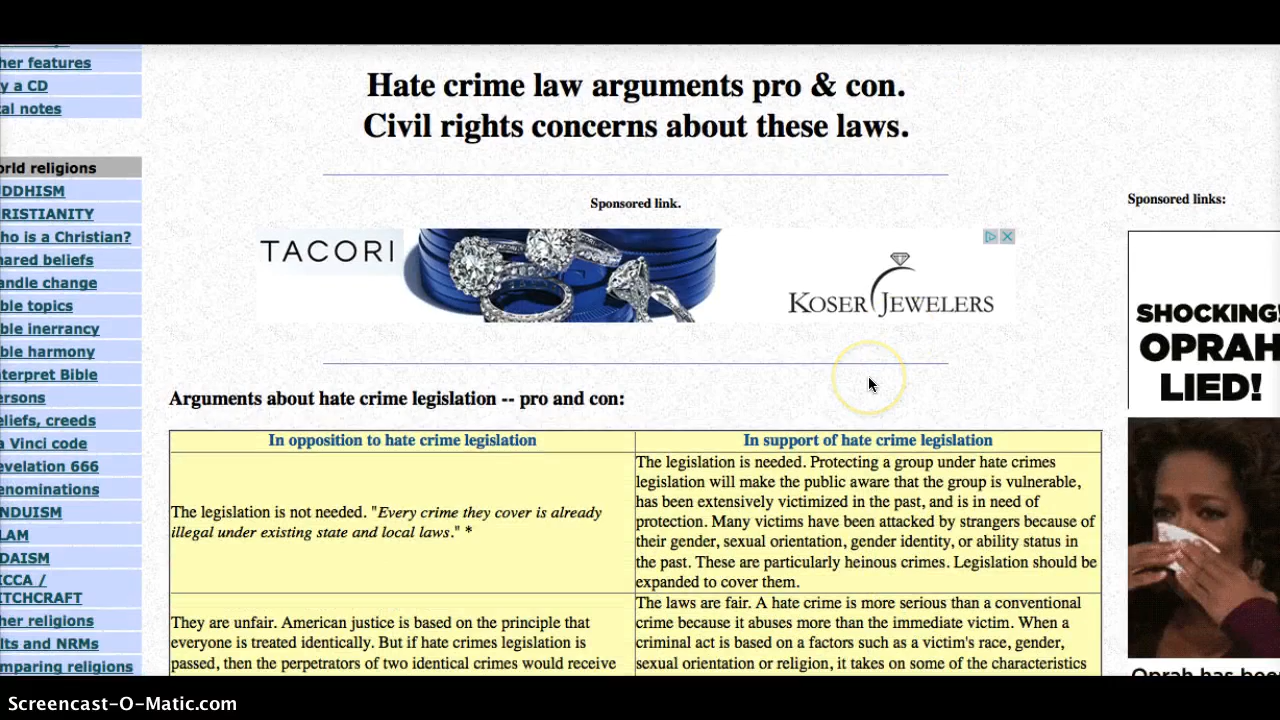 her features
y a CD
al notes
rld religions
DDHISM
RISTIANITY
ho is a Christian?
ared beliefs
andle change
ble topics
ble inerrancy
ble harmony
terpret Bible
ersons
eliefs, creeds
a Vinci code
evelation 666
enominations
NDUISM
LAM
DAISM
CCA /
ITCHCRAFT
her religions
lts and NRMs
mparing religions
Hate crime law arguments pro & con.
Civil rights concerns about these laws.
Sponsored link.
TACORI
KOSER JEWELERS
Arguments about hate crime legislation -- pro and con:
In opposition to hate crime legislation
The legislation is not needed. "Every crime they cover is already
illegal under existing state and local laws." *
In support of hate crime legislation
The legislation is needed. Protecting a group under hate crimes
legislation will make the public aware that the group is vulnerable,
has been extensively victimized in the past, and is in need of
protection. Many victims have been attacked by strangers because of
their gender, sexual orientation, gender identity, or ability status in
the past. These are particularly heinous crimes. Legislation should be
expanded to cover them.
They are unfair. American justice is based on the principle that
everyone is treated identically. But if hate crimes legislation is
passed, then the perpetrators of two identical crimes would receive
The laws are fair. A hate crime is more serious than a conventional
crime because it abuses more than the immediate victim. When a
criminal act is based on a factors such as a victim's race, gender,
sexual orientation or religion, it takes on some of the characteristics
Sponsored links:
SHOCKING!
OPRAH
LIED!
Oprah has bee
Screencast-O-Matic.com